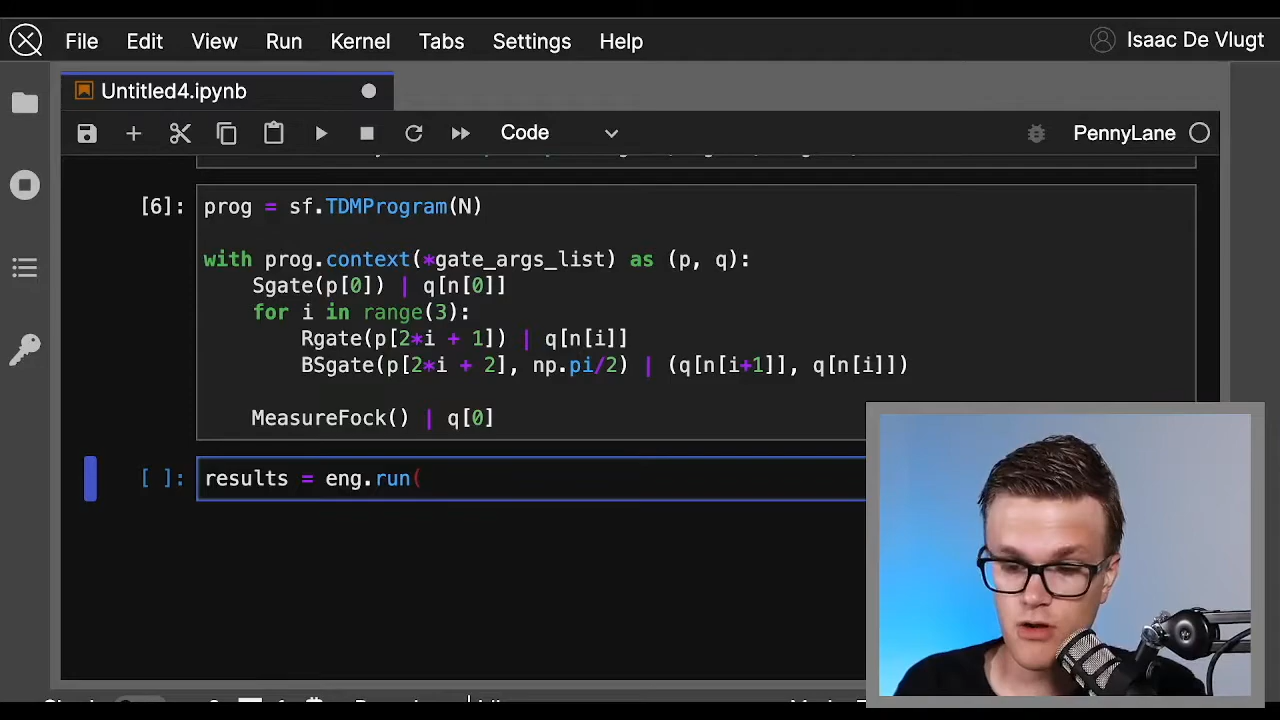 File Edit View Run Kernel Tabs Settings Help Isaac De Vlugt
Untitled4.ipynb
Code PennyLane
[6]: prog = sf.TDMProgram(N)
with prog.context(*gate_args_list) as (p, q):
Sgate(p[0]) | q[n[0]]
for i in range(3):
Rgate(p[2*i + 1]) | q[n[i]]
BSgate(p[2*i + 2], np.pi/2) | (q[n[i+1]], q[n[i]])
MeasureFock() | q[0]
[ ]: results = eng.run(